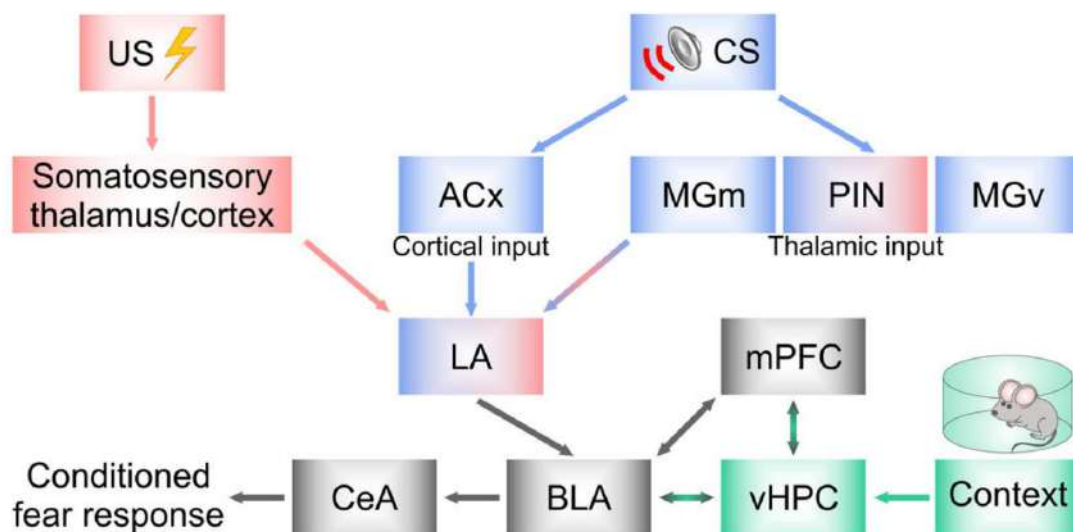 US
CS
Somatosensory
thalamus/cortex
ACx
MGm
PIN
MGv
Cortical input
Thalamic input
LA
mPFC
Conditioned
fear response
CeA
BLA
vHPC
Context